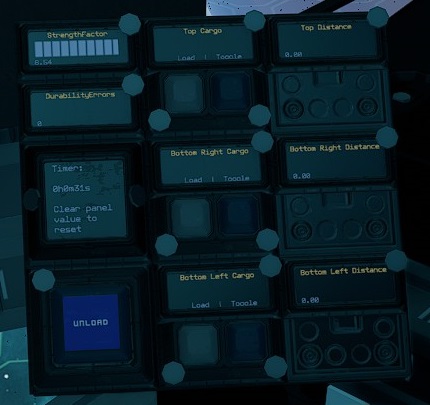 StrengthFactor
8.54
DurabilityErrors
0
Timer:
0h0m31s
Clear panel
value to
reset
UNLOAD
Top Cargo
Load | Toggle
Bottom Right Cargo
Load | Toggle
Bottom Left Cargo
Load | Toggle
Top Distance
0.00
Bottom Right Distance
0.00
Bottom Left Distance
0.00